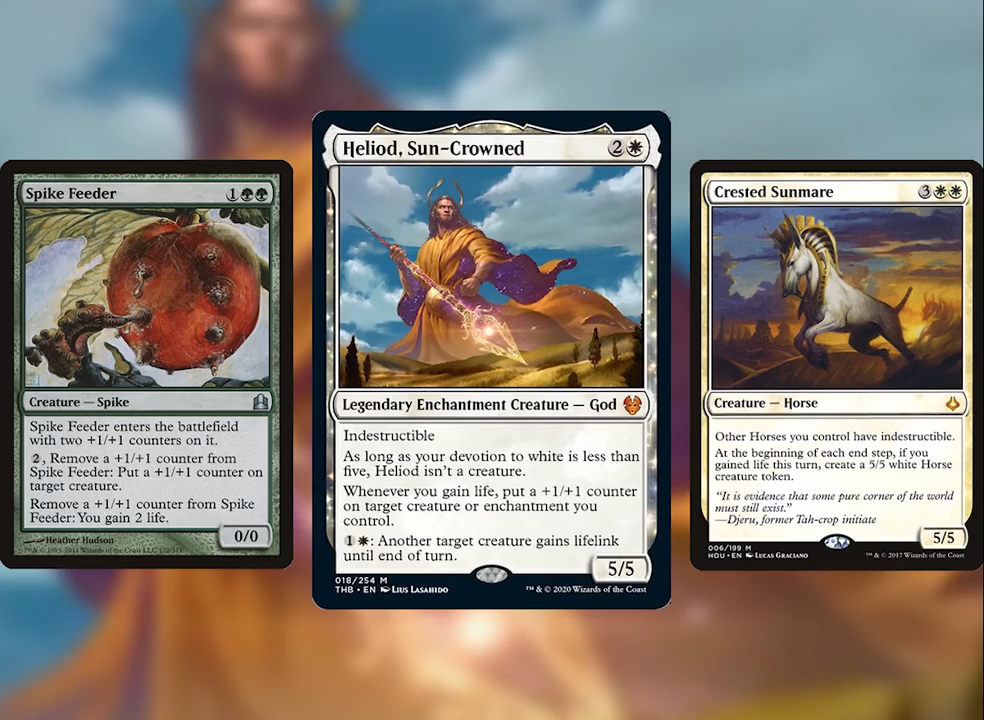 Spike Feeder 1
Creature — Spike
Spike Feeder enters the battlefield
with two +1/+1 counters on it.
2, Remove a +1/+1 counter from
Spike Feeder: Put a +1/+1 counter on
target creature.
Remove a +1/+1 counter from Spike
Feeder: You gain 2 life.
0/0
Heather Hudson
Heliod, Sun-Crowned 2
Legendary Enchantment Creature — God
Indestructible
As long as your devotion to white is less than
five, Heliod isn't a creature.
Whenever you gain life, put a +1/+1 counter
on target creature or enchantment you
control.
1 : Another target creature gains lifelink
until end of turn.
5/5
018/254 M
THB • EN Lius Lasahido
™ & © 2020 Wizards of the Coast
Crested Sunmare 3
Creature — Horse
Other Horses you control have indestructible.
At the beginning of each end step, if you
gained life this turn, create a 5/5 white Horse
creature token.
"It is evidence that some pure corner of the world
must still exist."
—Djeru, former Tah-crop initiate
5/5
006/199 M
HOU • EN Lucas Graciano
™ & © 2017 Wizards of the Coast